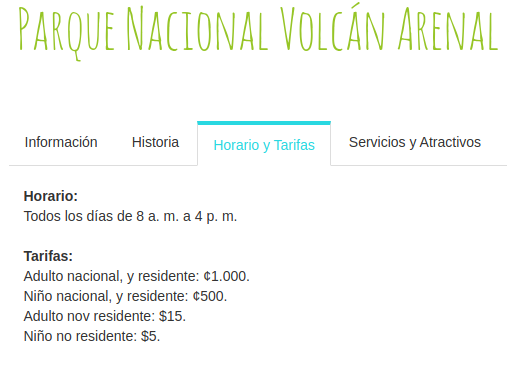 Parque Nacional Volcán Arenal
Información Historia Horario y Tarifas Servicios y Atractivos
Horario:
Todos los días de 8 a. m. a 4 p. m.
Tarifas:
Adulto nacional, y residente: ¢1.000.
Niño nacional, y residente: ¢500.
Adulto nov residente: $15.
Niño no residente: $5.